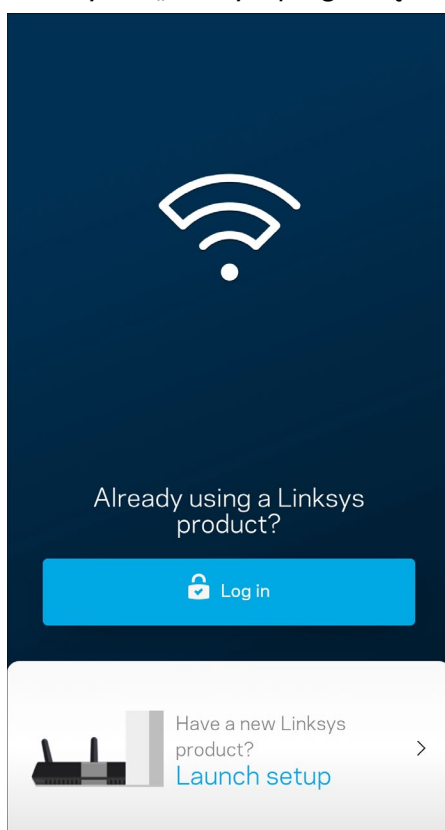 Already using a Linksys
product?
Log in
Have a new Linksys
product?
Launch setup